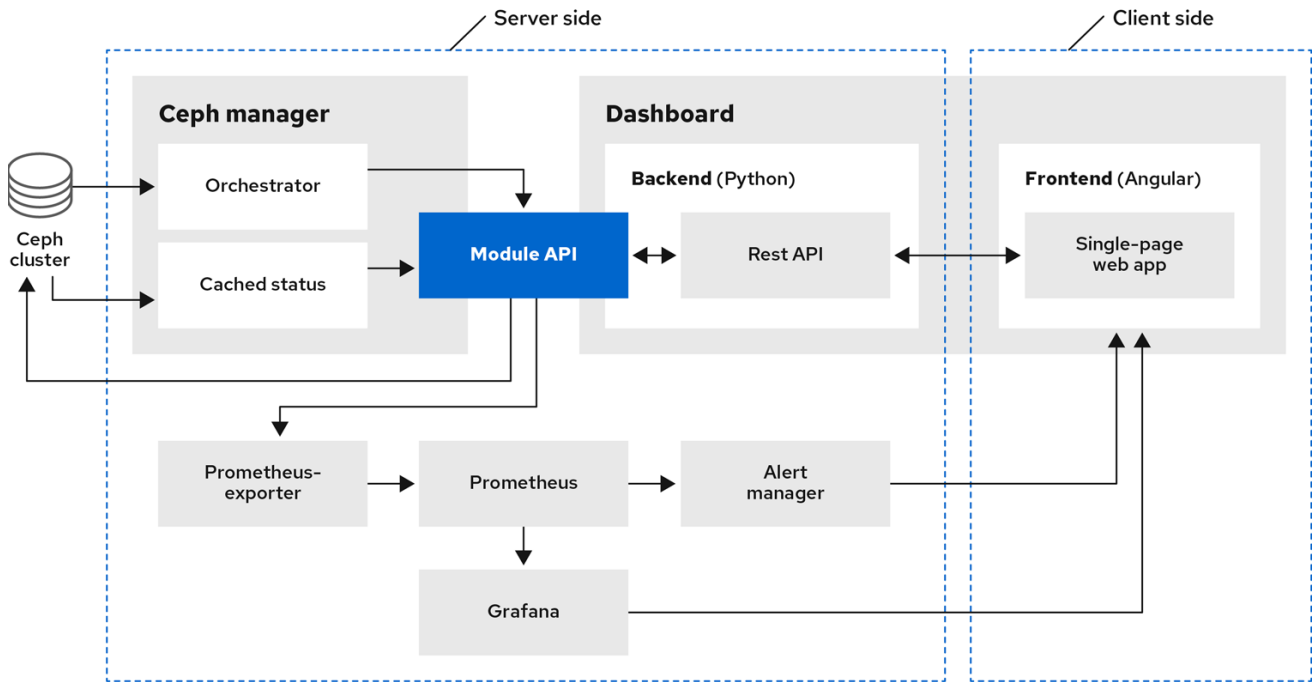 Server side
Client side
Ceph manager
Dashboard
Orchestrator
Backend (Python)
Frontend (Angular)
Ceph
cluster
Module API
Rest API
Single-page
web app
Cached status
Prometheus-
exporter
Prometheus
Alert
manager
Grafana